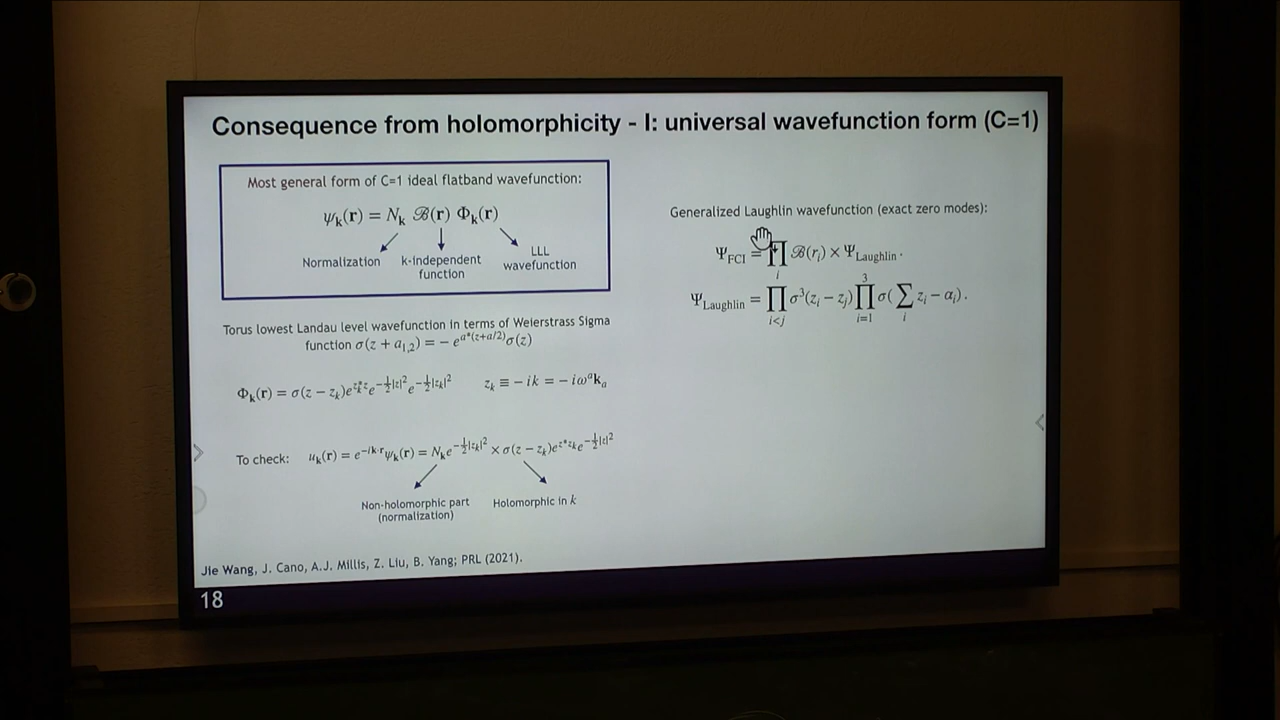 Consequence from holomorphicity - I: universal wavefunction form (C=1)
Most general form of C=1 ideal flatband wavefunction:
ψ_k(r) = N_k ℬ(r) Φ_k(r)
Normalization
k-independent
function
LLL
wavefunction
Torus lowest Landau level wavefunction in terms of Weierstrass Sigma
function σ(z + a_{1,2}) = − e^{a*(z+a/2)}σ(z)
Φ_k(r) = σ(z − z_k)e^{z_k^* z}e^{−½|z|²}e^{−½|z_k|²} z_k ≡ − ik = − iω^a k_a
To check: u_k(r) = e^{−ik·r}ψ_k(r) = N_k e^{−½|z_k|²} × σ(z − z_k)e^{z* z_k}e^{−½|z|²}
Non-holomorphic part
(normalization)
Holomorphic in k
Generalized Laughlin wavefunction (exact zero modes):
Ψ_FCI = ∏_i ℬ(r_i) × Ψ_Laughlin .
Ψ_Laughlin = ∏_{i<j} σ³(z_i − z_j) ∏_{i=1}^{3} σ(∑_i z_i − α_i) .
Jie Wang, J. Cano, A.J. Millis, Z. Liu, B. Yang; PRL (2021).
18